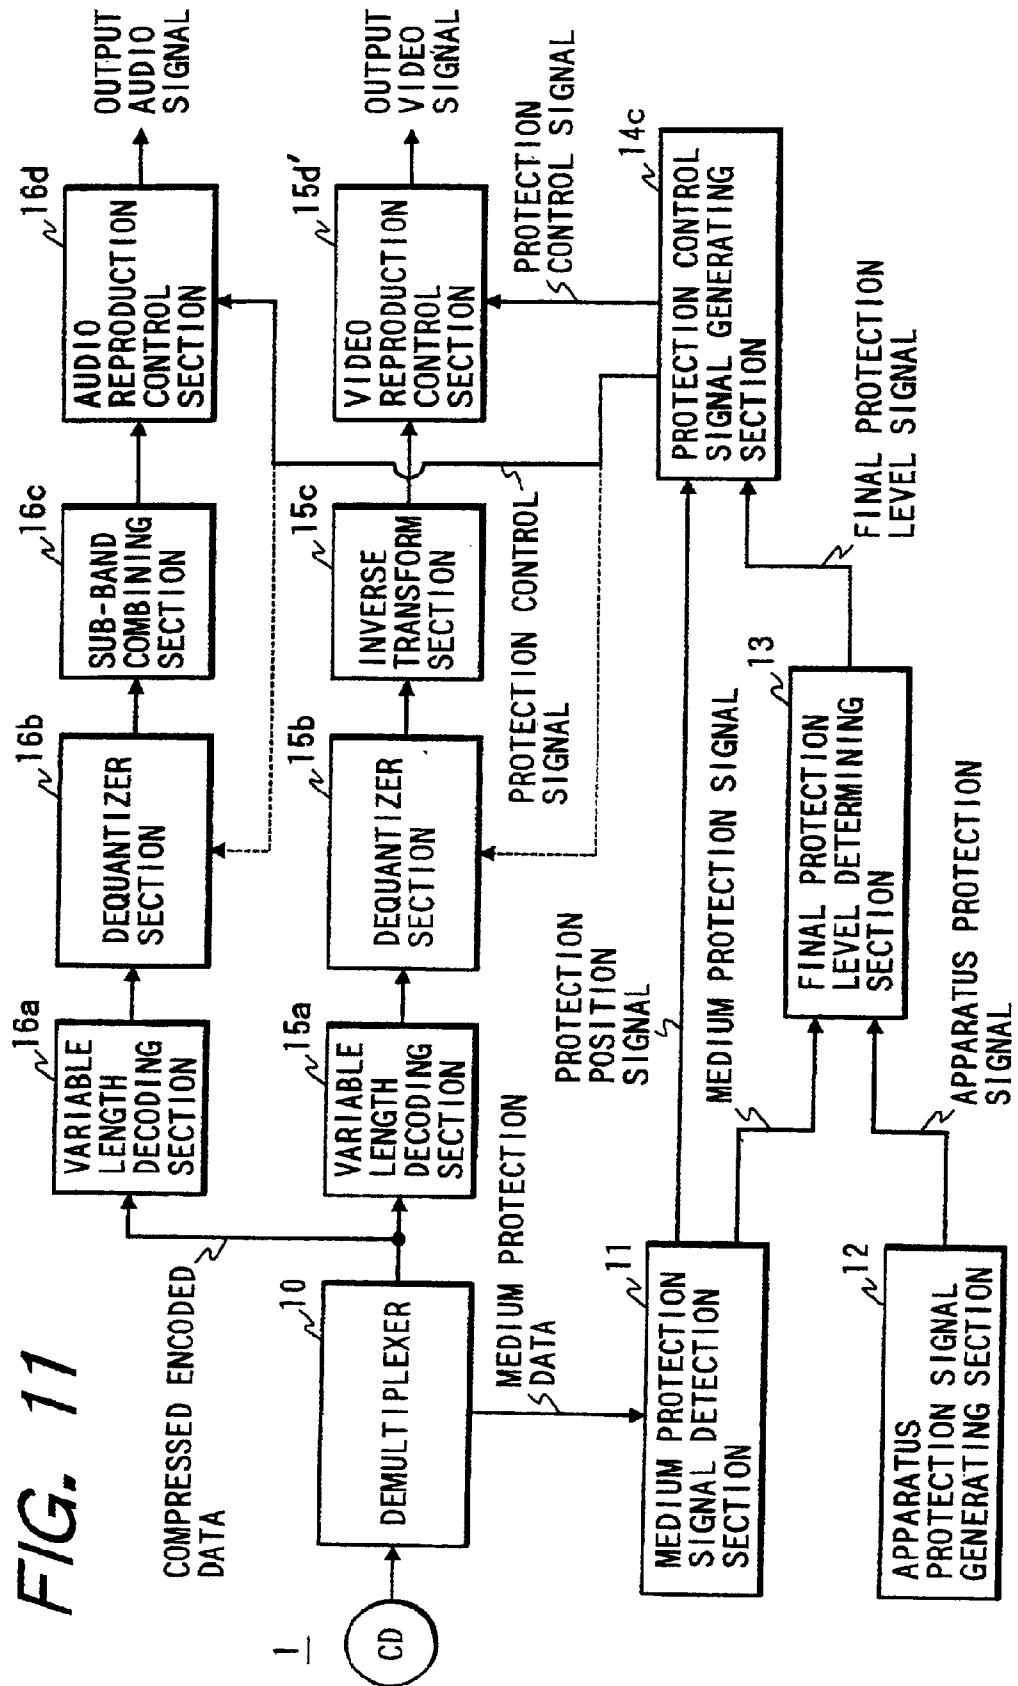 FIG. 11
1
CD
10
DEMULTIPLEXER
COMPRESSED ENCODED
DATA
16a
VARIABLE
LENGTH
DECODING
SECTION
16b
DEQUANTIZER
SECTION
16c
SUB-BAND
COMBINING
SECTION
16d
AUDIO
REPRODUCTION
CONTROL
SECTION
OUTPUT
AUDIO
SIGNAL
15a
VARIABLE
LENGTH
DECODING
SECTION
15b
DEQUANTIZER
SECTION
15c
INVERSE
TRANSFORM
SECTION
15d'
VIDEO
REPRODUCTION
CONTROL
SECTION
OUTPUT
VIDEO
SIGNAL
MEDIUM PROTECTION
DATA
PROTECTION
POSITION
SIGNAL
PROTECTION CONTROL
SIGNAL
PROTECTION
CONTROL SIGNAL
11
MEDIUM PROTECTION
SIGNAL DETECTION
SECTION
MEDIUM PROTECTION SIGNAL
14c
PROTECTION CONTROL
SIGNAL GENERATING
SECTION
12
APPARATUS
PROTECTION SIGNAL
GENERATING SECTION
APPARATUS PROTECTION
SIGNAL
13
FINAL PROTECTION
LEVEL DETERMINING
SECTION
FINAL PROTECTION
LEVEL SIGNAL